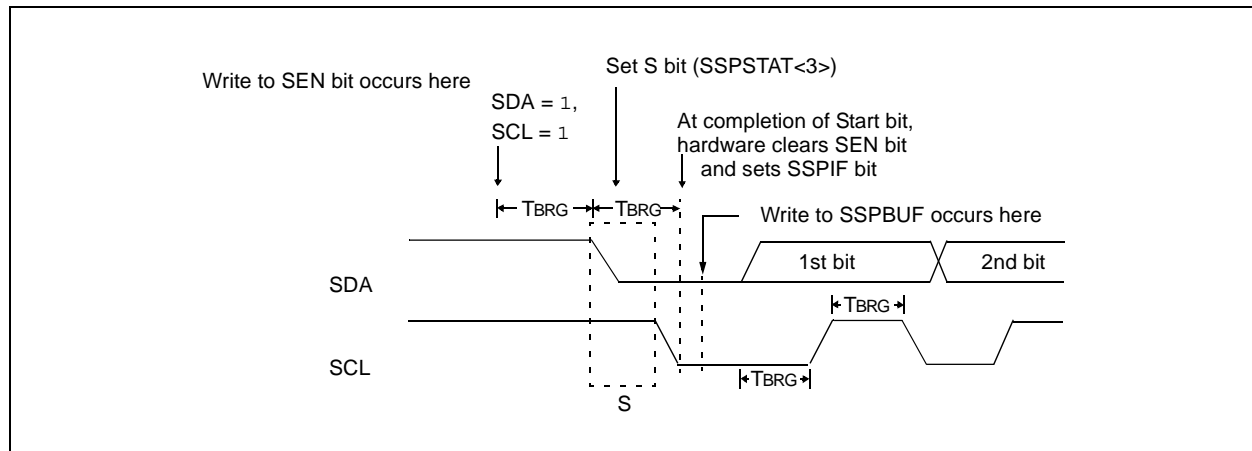 Write to SEN bit occurs here
Set S bit (SSPSTAT<3>)
SDA = 1,
SCL = 1
At completion of Start bit,
hardware clears SEN bit
and sets SSPIF bit
TBRG
TBRG
Write to SSPBUF occurs here
SDA
1st bit
2nd bit
TBRG
SCL
TBRG
S